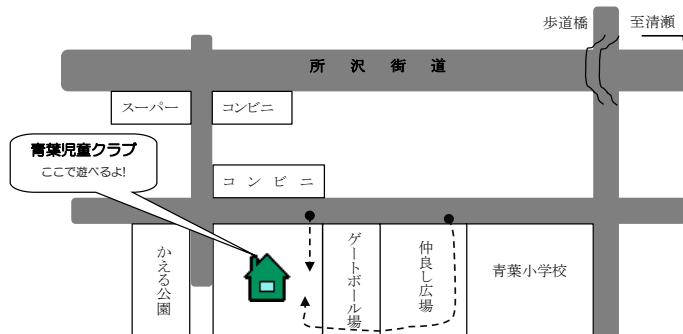 歩道橋
至清瀬
所沢街道
スーパー
コンビニ
青葉児童クラブ
ここで遊べるよ!
コンビニ
かえる公園
ゲートボール場
仲良し広場
青葉小学校